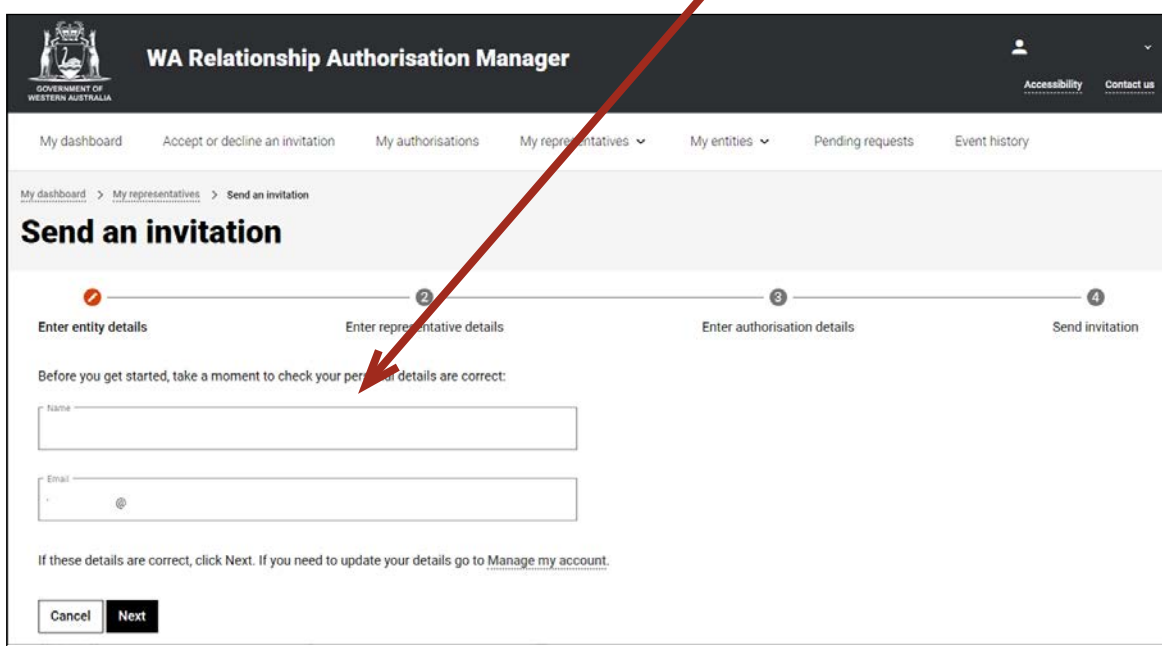 WA Relationship Authorisation Manager
GOVERNMENT OF
WESTERN AUSTRALIA
Accessibility Contact us
My dashboard Accept or decline an invitation My authorisations My representatives My entities Pending requests Event history
My dashboard > My representatives > Send an invitation
Send an invitation
2 3 4
Enter entity details Enter representative details Enter authorisation details Send invitation
Before you get started, take a moment to check your personal details are correct:
Name
Email
@
If these details are correct, click Next. If you need to update your details go to Manage my account.
Cancel Next